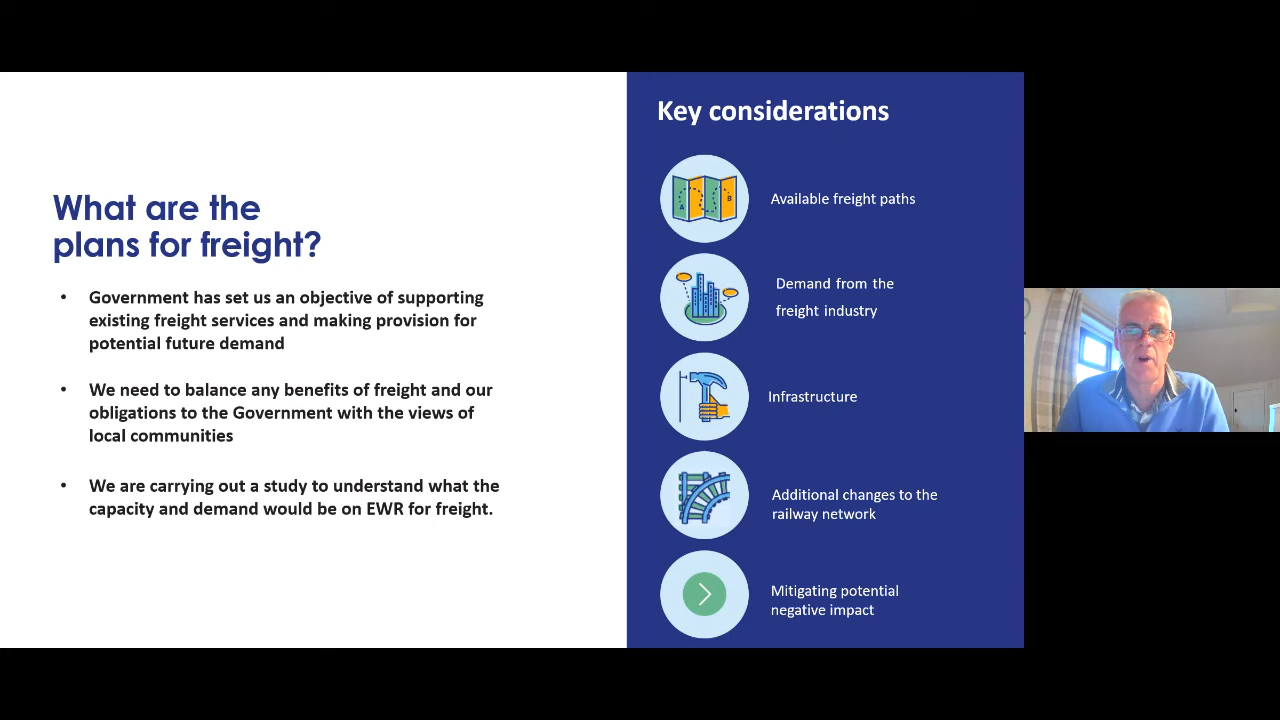 What are the
plans for freight?
• Government has set us an objective of supporting
existing freight services and making provision for
potential future demand
• We need to balance any benefits of freight and our
obligations to the Government with the views of
local communities
• We are carrying out a study to understand what the
capacity and demand would be on EWR for freight.
Key considerations
A B
Available freight paths
Demand from the
freight industry
Infrastructure
Additional changes to the
railway network
Mitigating potential
negative impact